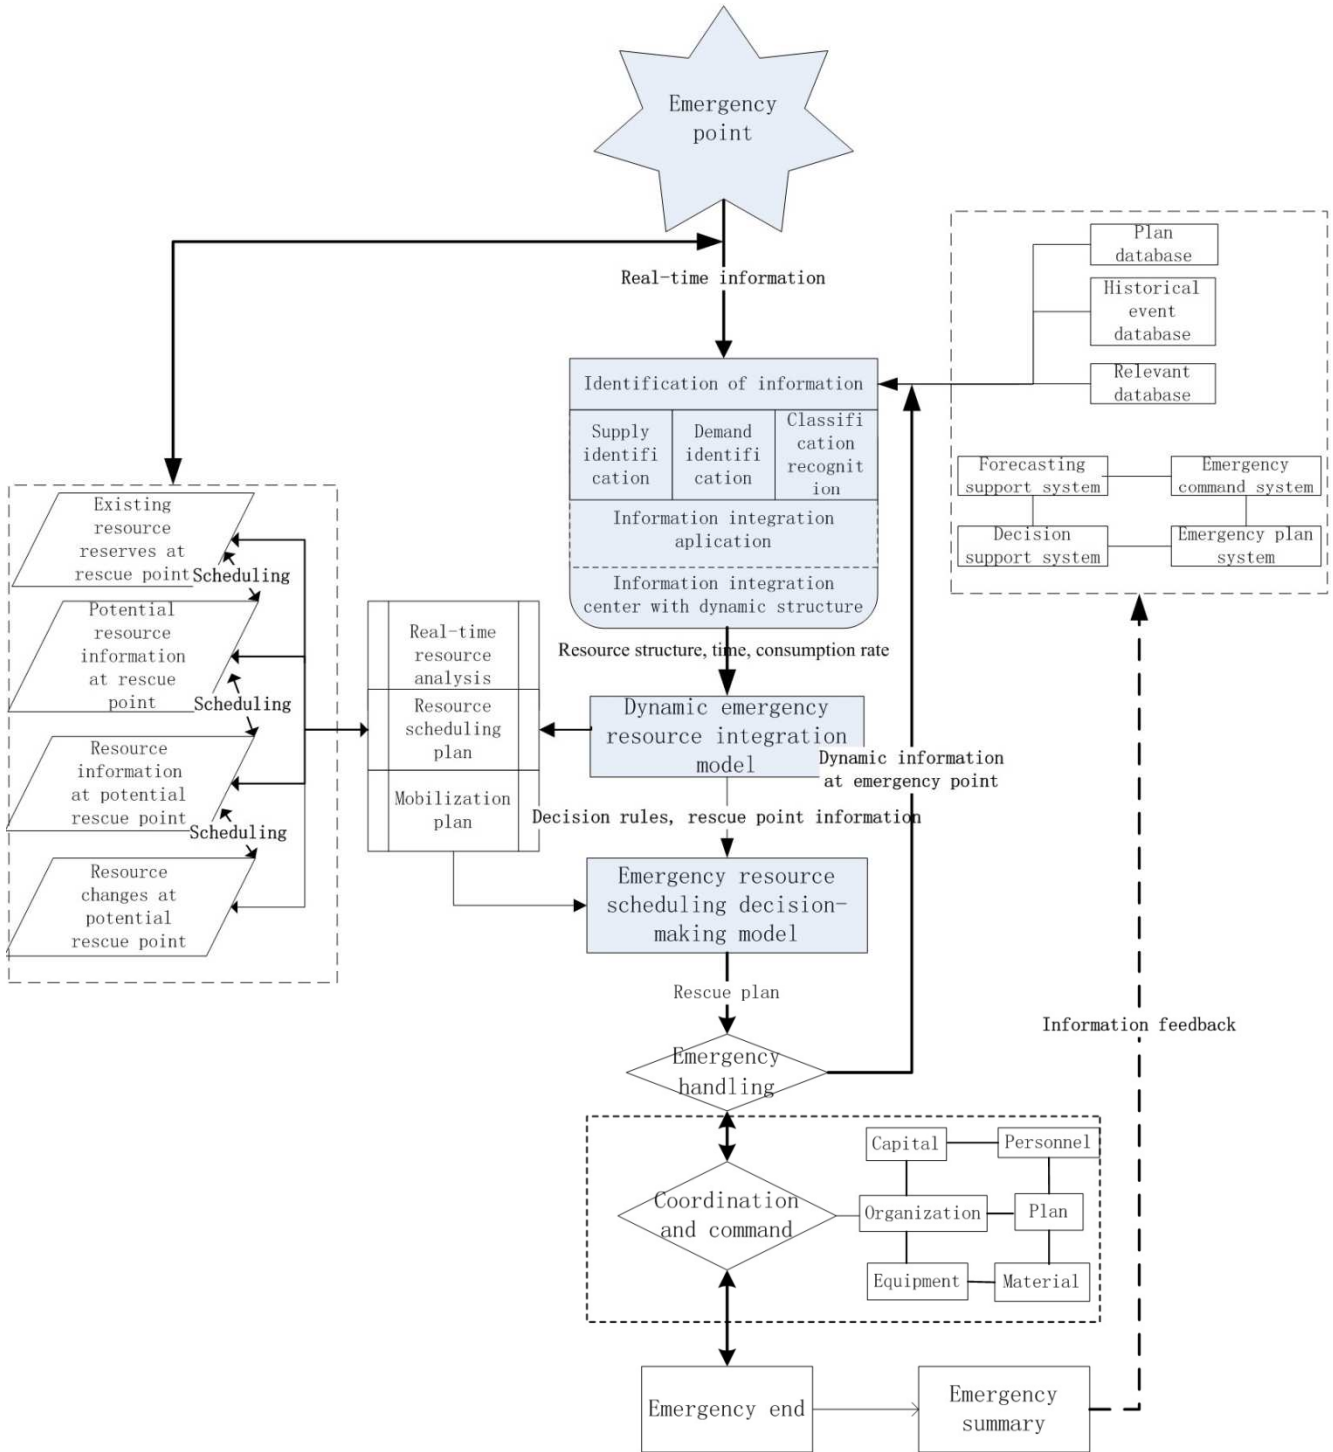 Emergency
point
Real-time information
Plan
database
Historical
event
database
Relevant
database
Identification of information
Supply
identifi
cation
Demand
identifi
cation
Classifi
cation
recognit
ion
Information integration
aplication
Information integration
center with dynamic structure
Forecasting
support system
Emergency
command system
Decision
support system
Emergency plan
system
Existing
resource
reserves at
rescue point
Scheduling
Potential
resource
information
at rescue
point
Scheduling
Resource
information
at potential
rescue point
Scheduling
Resource
changes at
potential
rescue point
Real-time
resource
analysis
Resource
scheduling
plan
Mobilization
plan
Resource structure, time, consumption rate
Dynamic emergency
resource integration
model
Dynamic information
at emergency point
Decision rules, rescue point information
Emergency resource
scheduling decision-
making model
Rescue plan
Emergency
handling
Information feedback
Coordination
and command
Capital
Personnel
Organization
Plan
Equipment
Material
Emergency end
Emergency
summary